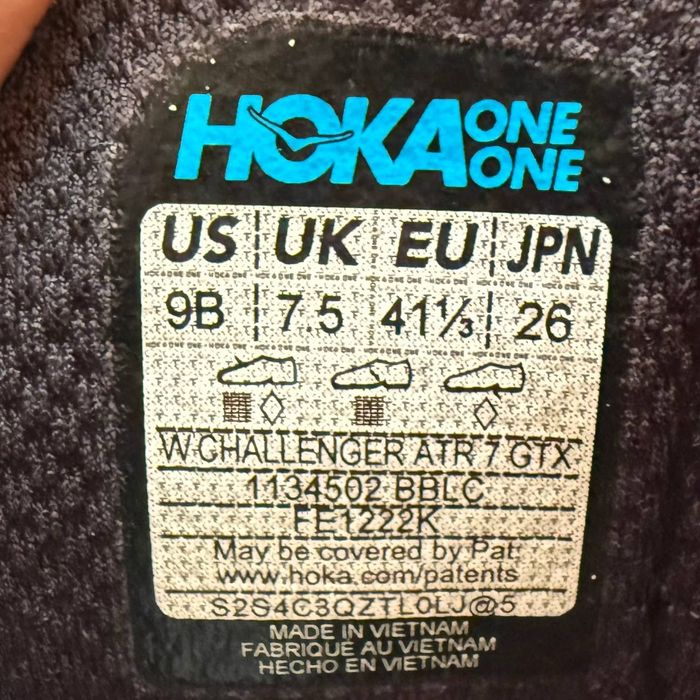 HOKA ONE ONE
US UK EU JPN
9B 7.5 41⅓ 26
W CHALLENGER ATR 7 GTX
1134502 BBLC
FE1222K
May be covered by Pat:
www.hoka.com/patents
S2S4C3QZTL0LJ@5
MADE IN VIETNAM
FABRIQUÉ AU VIETNAM
HECHO EN VIETNAM